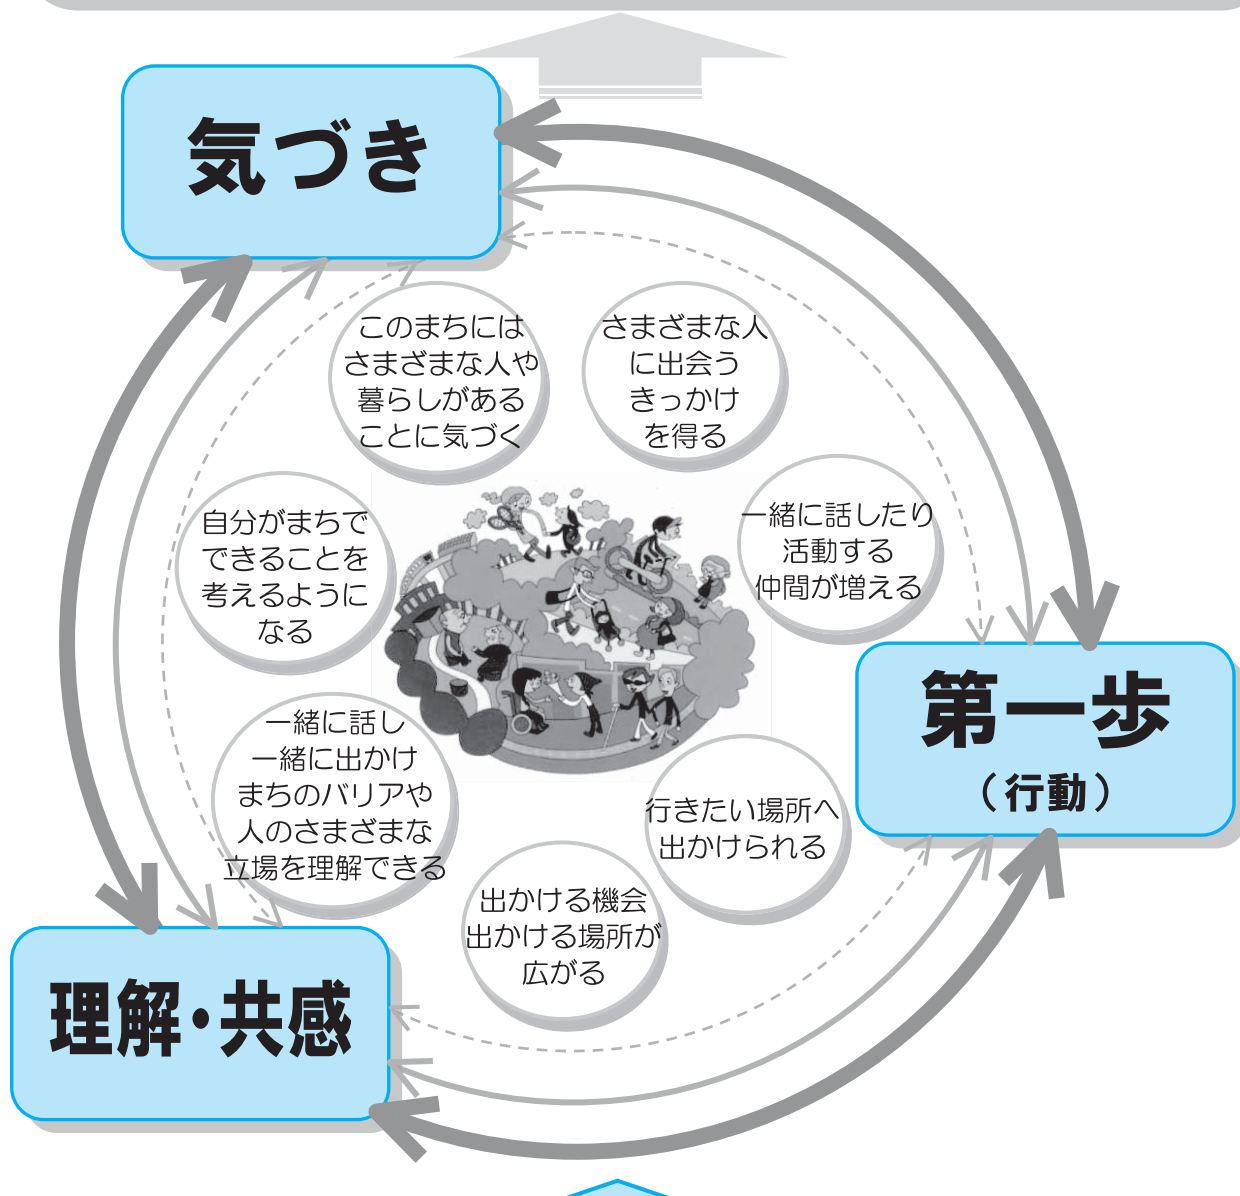 気づき
このまちには
さまざまな人や
暮らしがある
ことに気づく
さまざまな人
に出会う
きっかけ
を得る
自分がまちで
できることを
考えるように
なる
一緒に話したり
活動する
仲間が増える
第一歩
（行動）
一緒に話し
一緒に出かけ
まちのバリアや
人のさまざまな
立場を理解できる
行きたい場所へ
出かけられる
出かける機会
出かける場所が
広がる
理解・共感